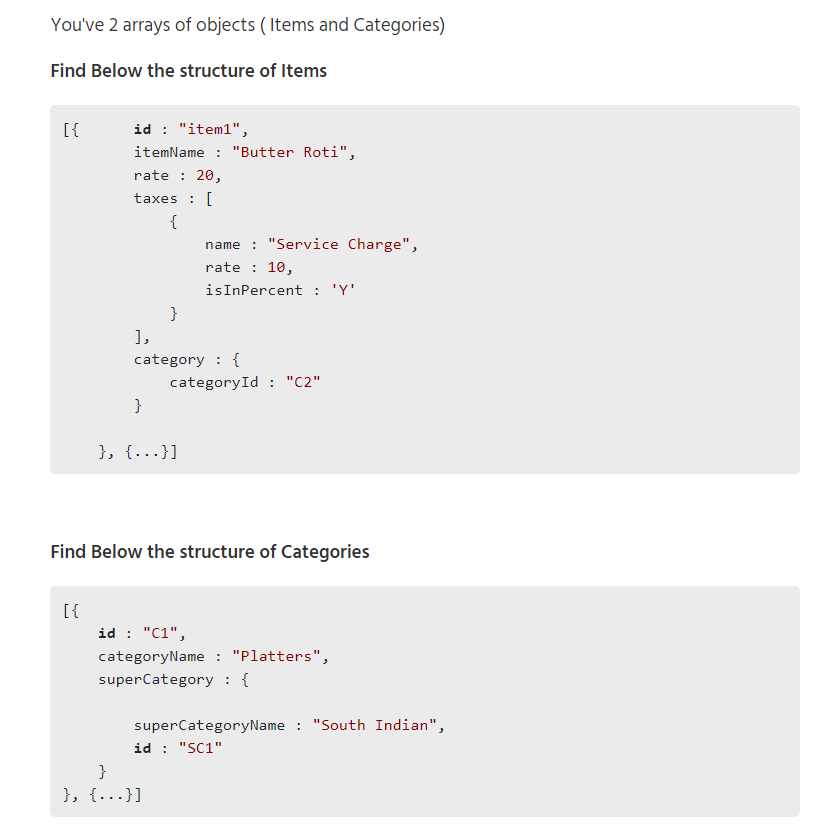 You've 2 arrays of objects ( Items and Categories)
Find Below the structure of Items
[{      id : "item1",
        itemName : "Butter Roti",
        rate : 20,
        taxes : [
            {
                name : "Service Charge",
                rate : 10,
                isInPercent : 'Y'
            }
        ],
        category : {
            categoryId : "C2"
        }
    }, {...}]
Find Below the structure of Categories
[{
    id : "C1",
    categoryName : "Platters",
    superCategory : {
        superCategoryName : "South Indian",
        id : "SC1"
    }
}, {...}]